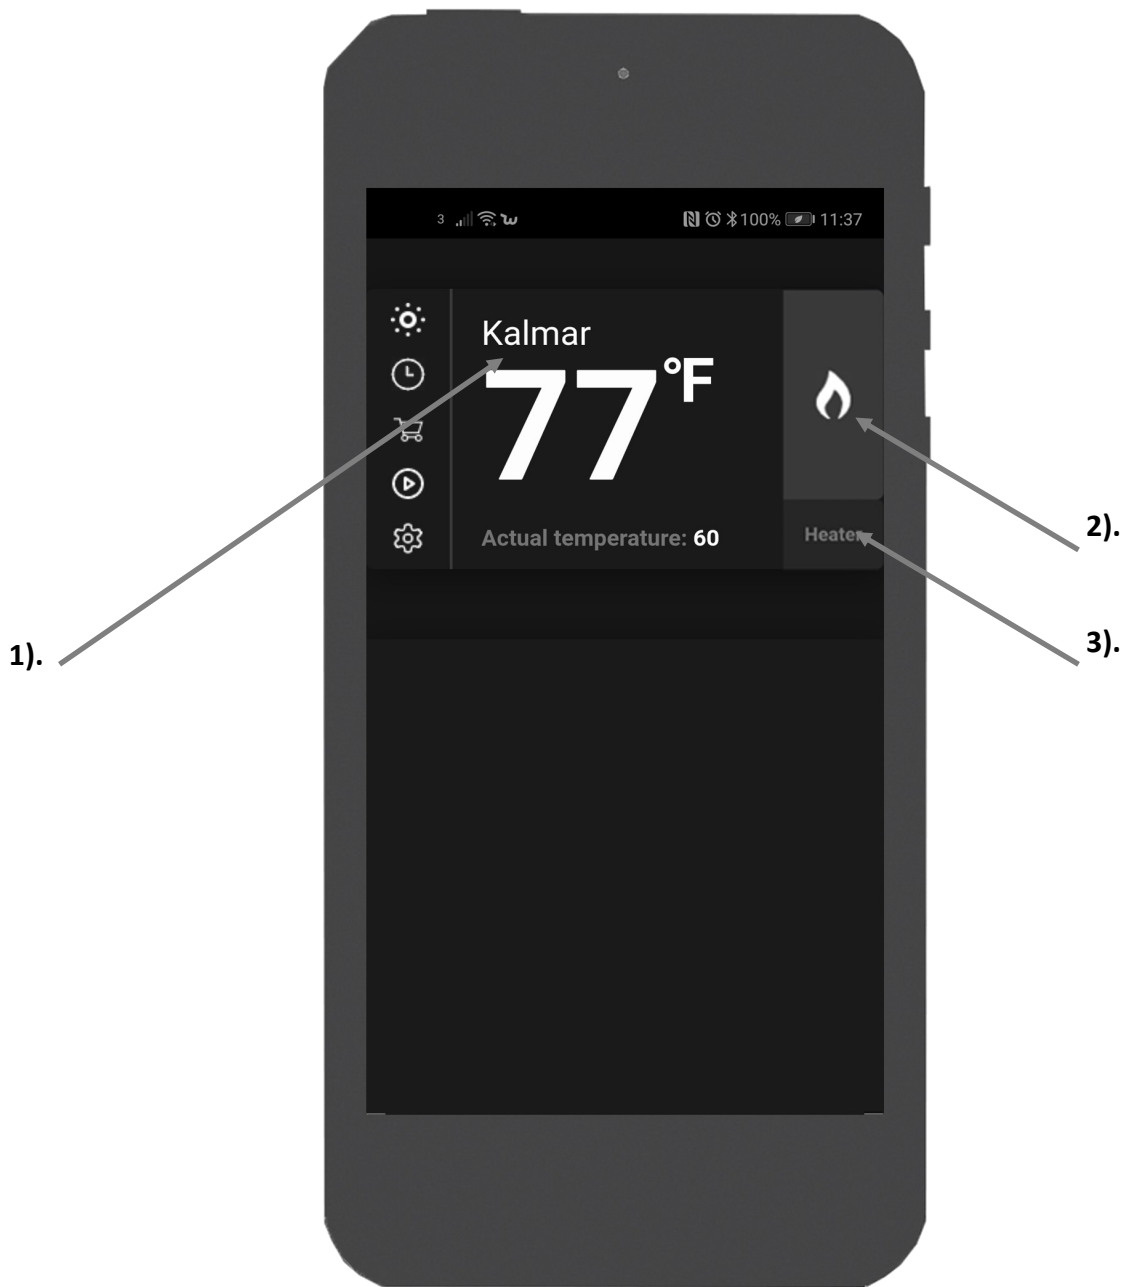 3 100% 11:37
Kalmar
77°F
Actual temperature: 60
Heater
1).
2).
3).